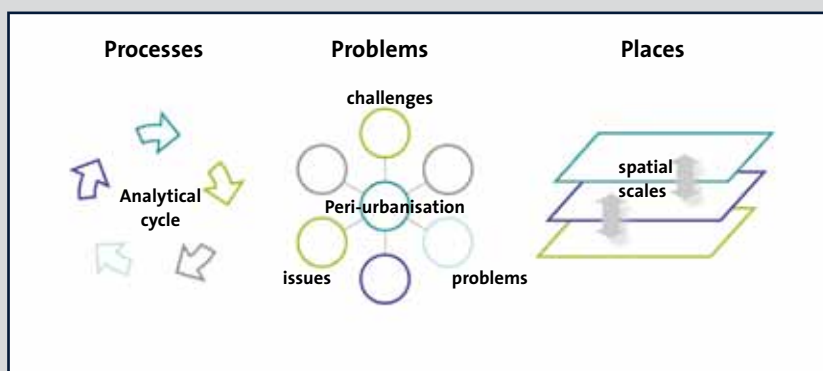 Processes
Problems
Places
challenges
Analytical
cycle
Peri-urbanisation
issues
problems
spatial
scales